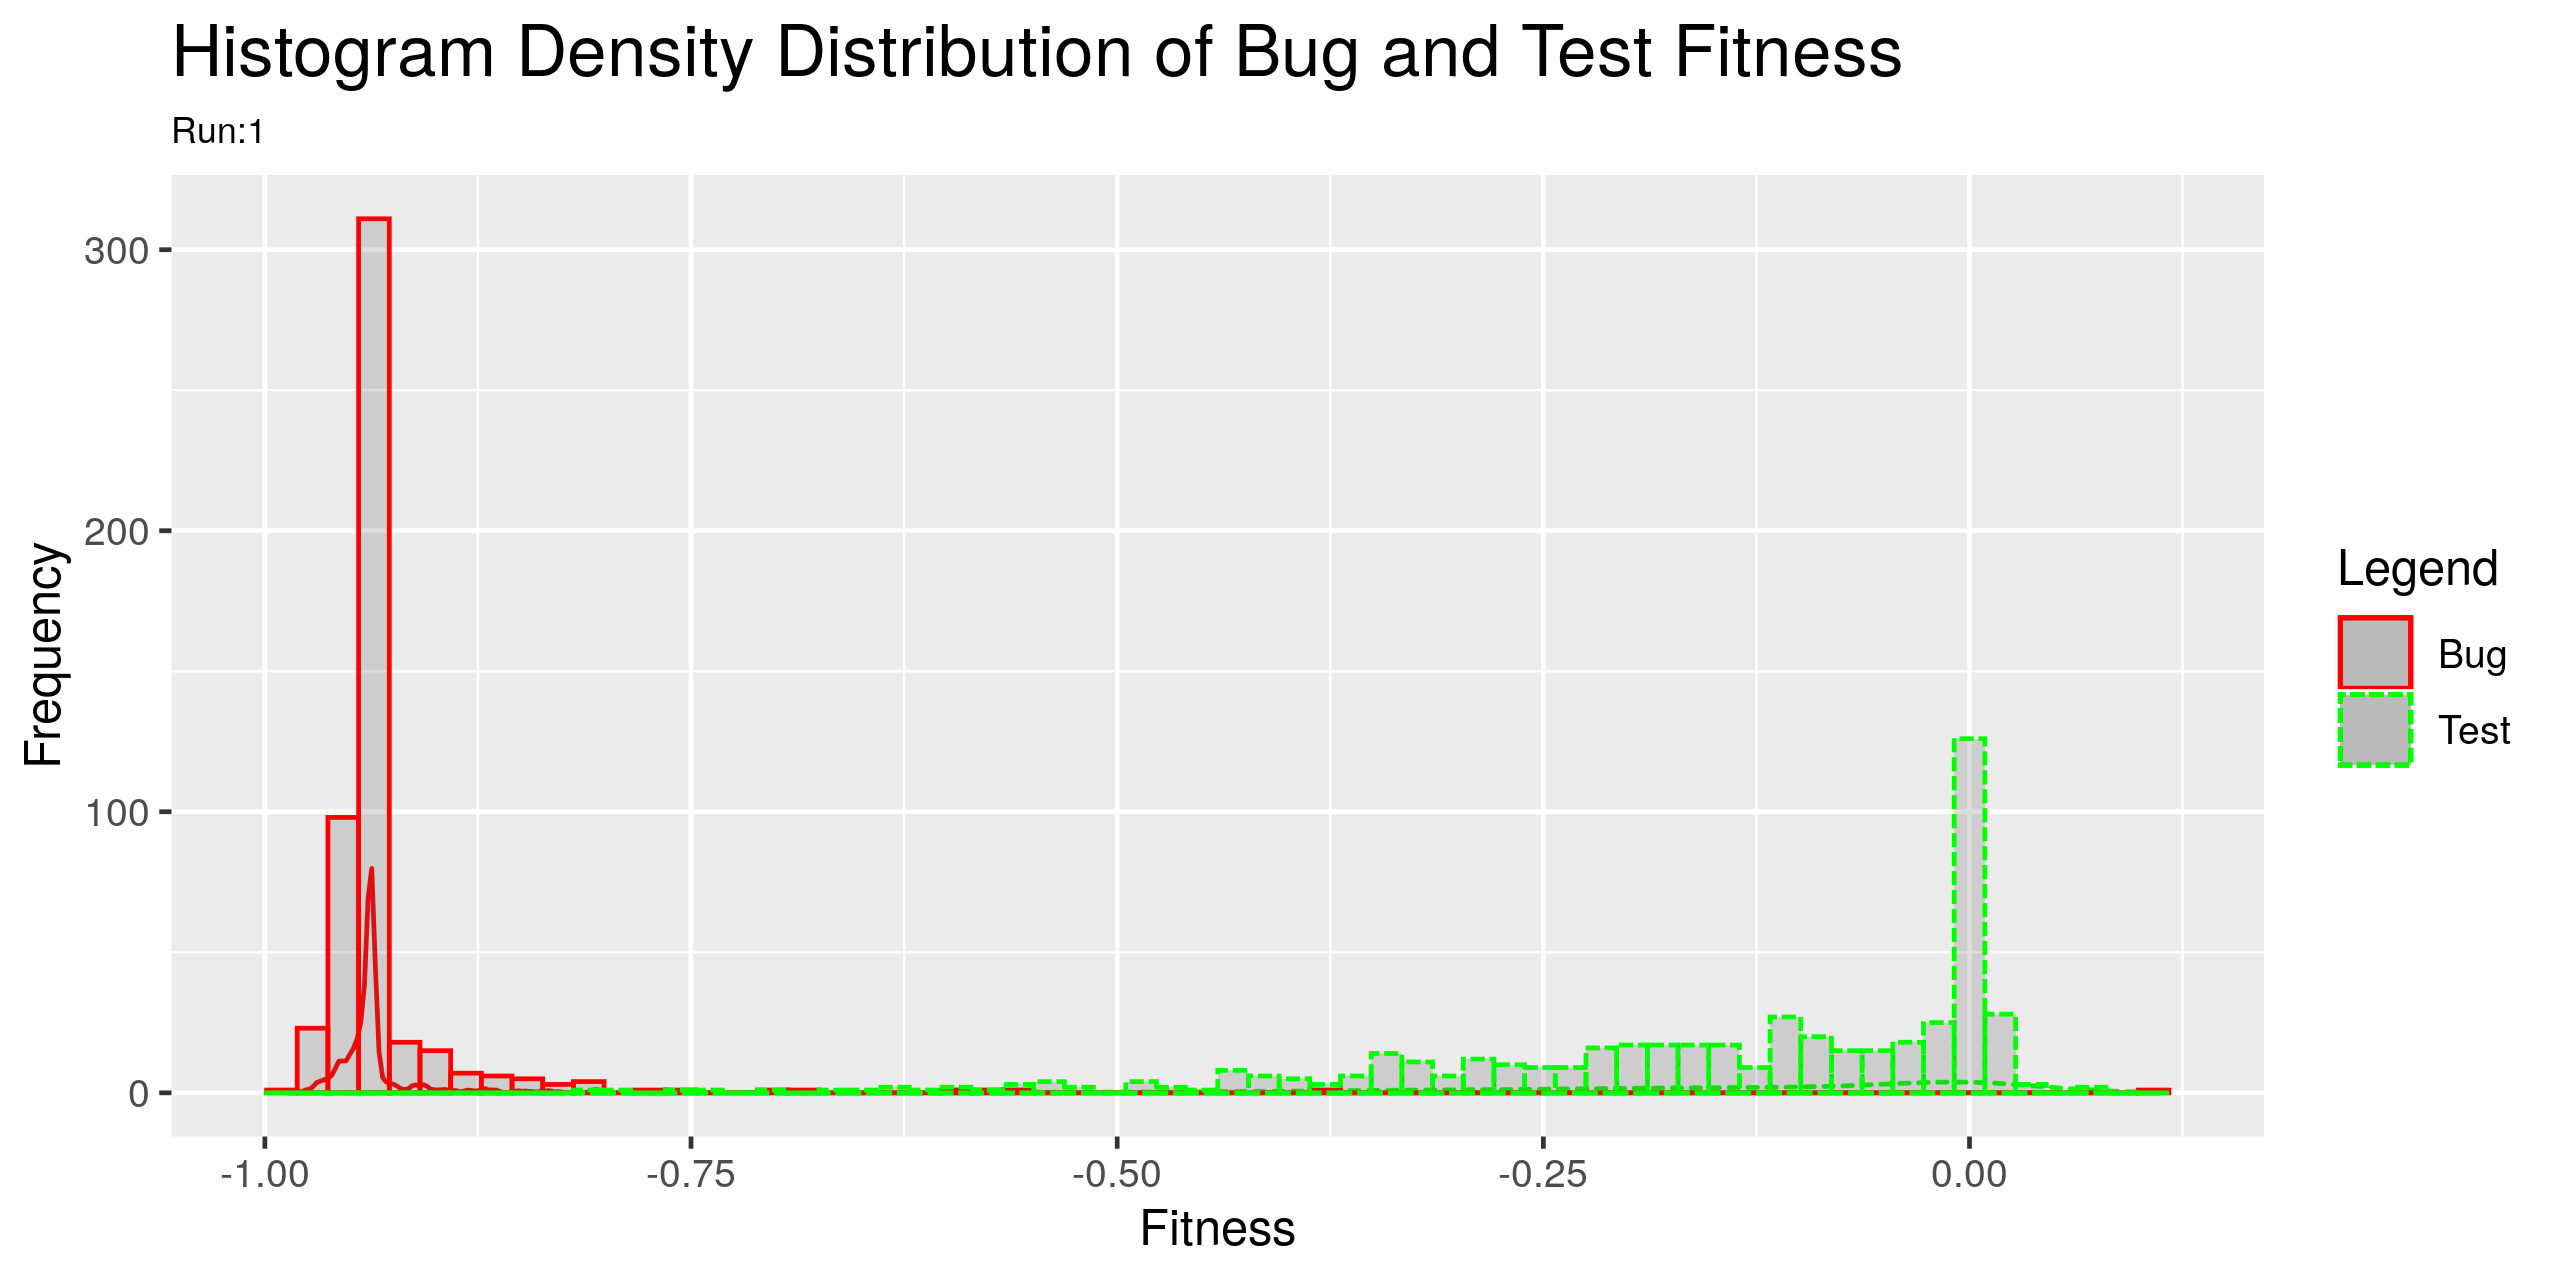 Histogram Density Distribution of Bug and Test Fitness
Run:1
300
200
100
0
Frequency
-1.00 -0.75 -0.50 -0.25 0.00
Fitness
Legend
Bug
Test